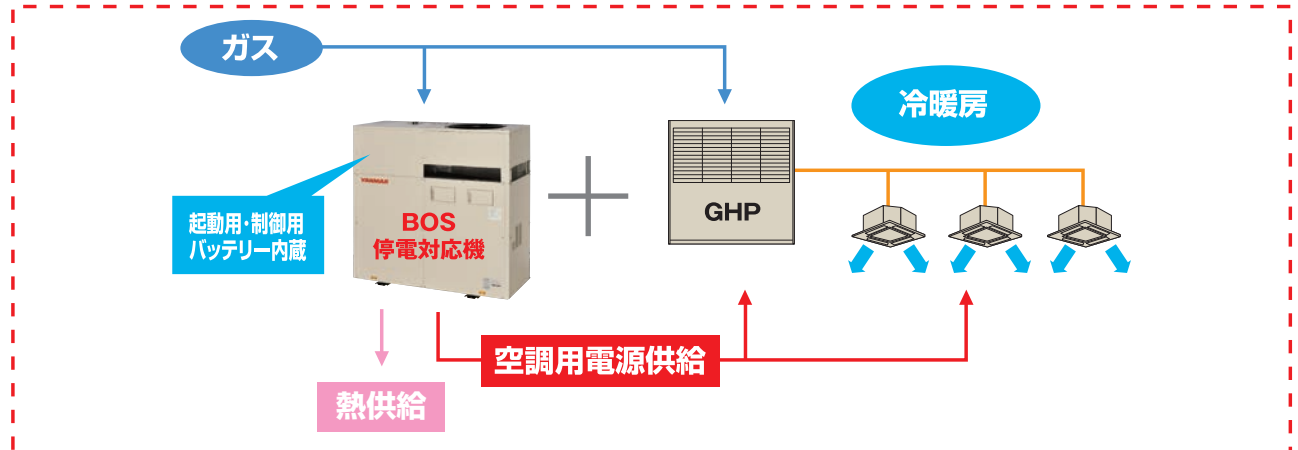 ガス
冷暖房
YANMAR
起動用・制御用
バッテリー内蔵
BOS
停電対応機
GHP
空調用電源供給
熱供給